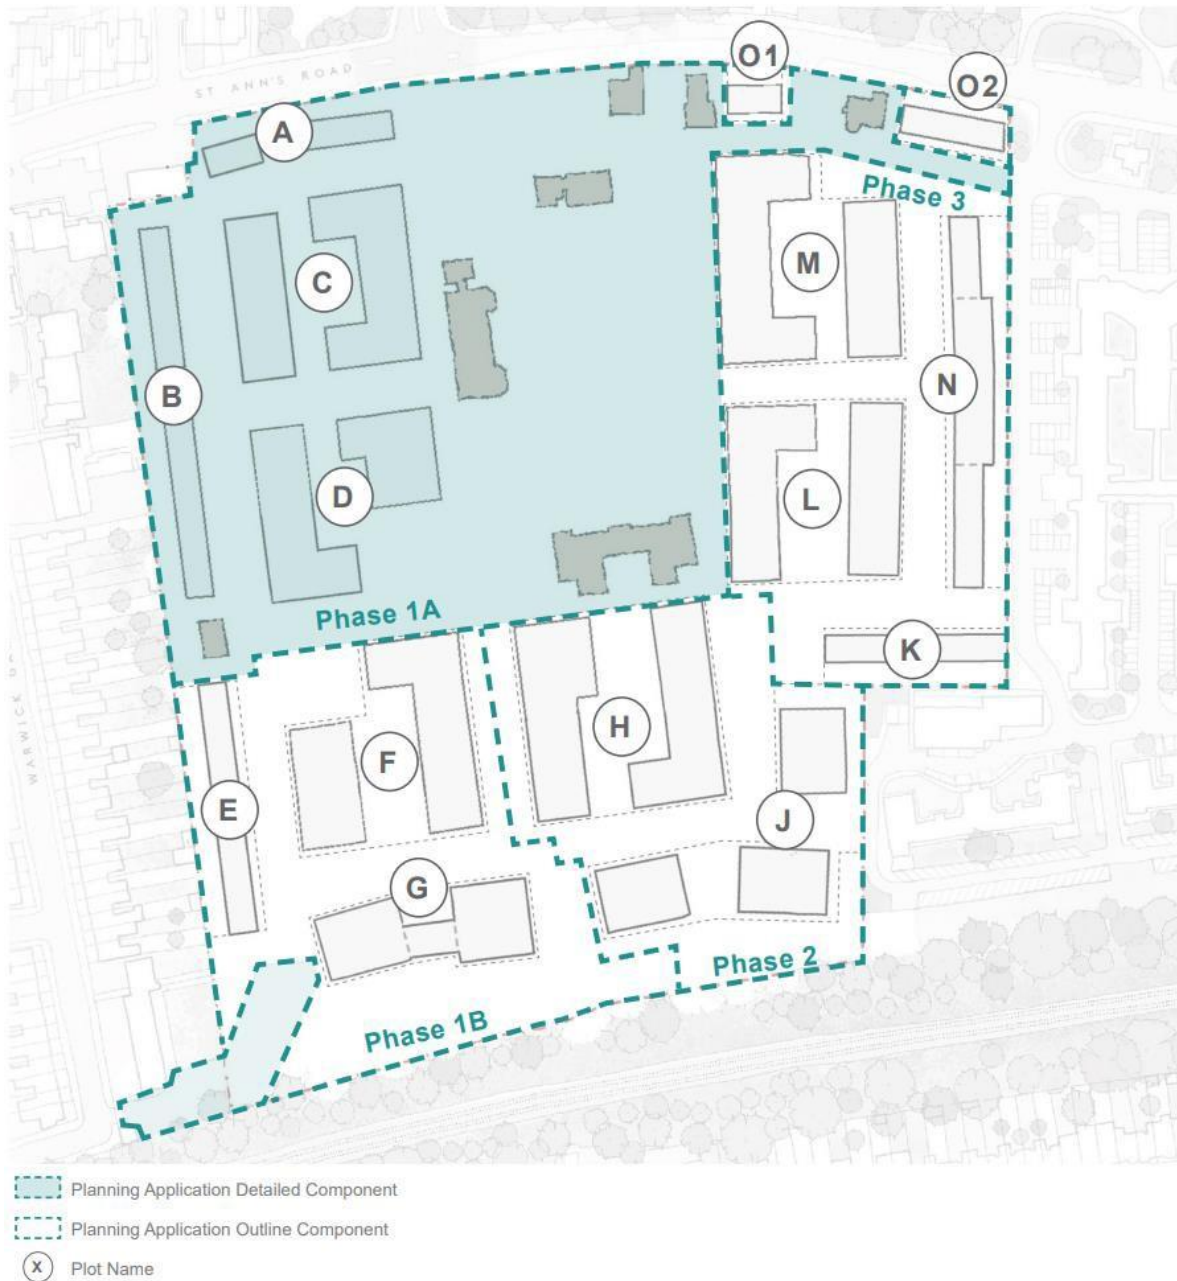 O1
O2
ST ANN'S ROAD
A
Phase 3
M
C
N
B
D
L
Phase 1A
K
H
F
E
J
G
Phase 2
Phase 1B
Planning Application Detailed Component
Planning Application Outline Component
X Plot Name